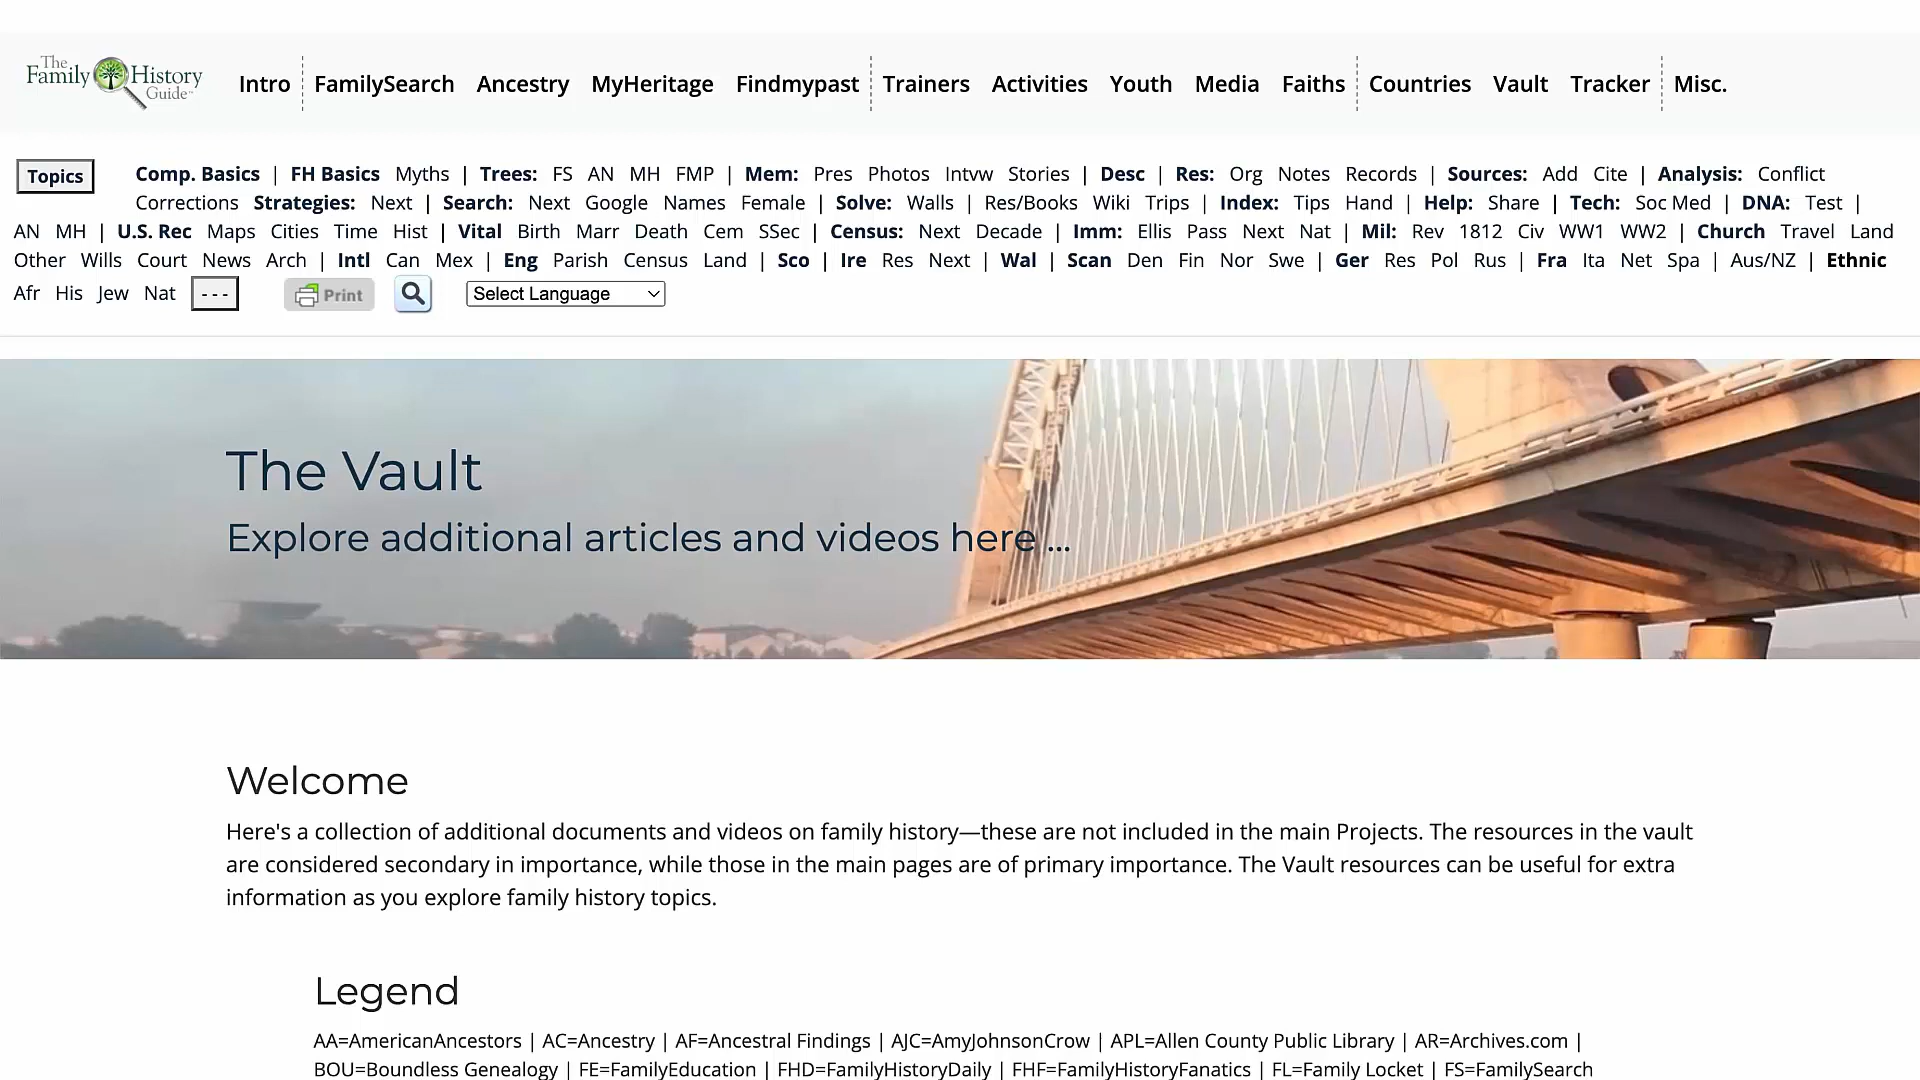 The Family History Guide™
Intro FamilySearch Ancestry MyHeritage Findmypast Trainers Activities Youth Media Faiths Countries Vault Tracker Misc.
Topics Comp. Basics | FH Basics Myths | Trees: FS AN MH FMP | Mem: Pres Photos Intvw Stories | Desc | Res: Org Notes Records | Sources: Add Cite | Analysis: Conflict
Corrections Strategies: Next | Search: Next Google Names Female | Solve: Walls | Res/Books Wiki Trips | Index: Tips Hand | Help: Share | Tech: Soc Med | DNA: Test |
AN MH | U.S. Rec Maps Cities Time Hist | Vital Birth Marr Death Cem SSec | Census: Next Decade | Imm: Ellis Pass Next Nat | Mil: Rev 1812 Civ WW1 WW2 | Church Travel Land
Other Wills Court News Arch | Intl Can Mex | Eng Parish Census Land | Sco | Ire Res Next | Wal | Scan Den Fin Nor Swe | Ger Res Pol Rus | Fra Ita Net Spa | Aus/NZ | Ethnic
Afr His Jew Nat - - - Print Select Language
The Vault
Explore additional articles and videos here ...
Welcome
Here's a collection of additional documents and videos on family history—these are not included in the main Projects. The resources in the vault
are considered secondary in importance, while those in the main pages are of primary importance. The Vault resources can be useful for extra
information as you explore family history topics.
Legend
AA=AmericanAncestors | AC=Ancestry | AF=Ancestral Findings | AJC=AmyJohnsonCrow | APL=Allen County Public Library | AR=Archives.com |
BOU=Boundless Genealogy | FE=FamilyEducation | FHD=FamilyHistoryDaily | FHF=FamilyHistoryFanatics | FL=Family Locket | FS=FamilySearch